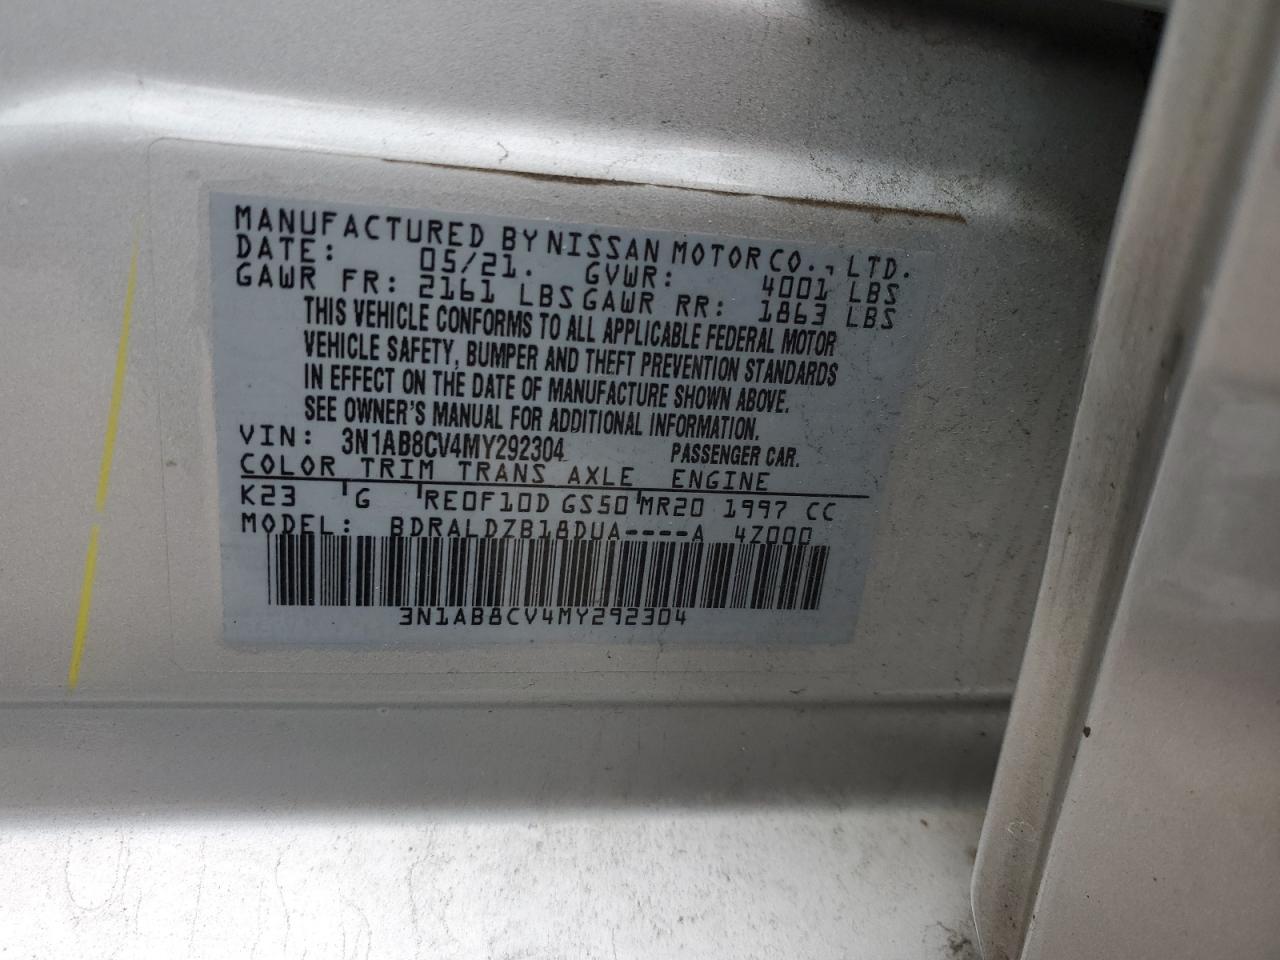 MANUFACTURED BY NISSAN MOTOR CO., LTD.
DATE: 05/21. GVWR: 4001 LBS
GAWR FR: 2161 LBS GAWR RR: 1863 LBS
THIS VEHICLE CONFORMS TO ALL APPLICABLE FEDERAL MOTOR
VEHICLE SAFETY, BUMPER AND THEFT PREVENTION STANDARDS
IN EFFECT ON THE DATE OF MANUFACTURE SHOWN ABOVE.
SEE OWNER'S MANUAL FOR ADDITIONAL INFORMATION.
VIN: 3N1AB8CV4MY292304 PASSENGER CAR.
COLOR TRIM TRANS AXLE ENGINE
K23 G RE0F10D GS50 MR20 1997 CC
MODEL: BDRALDZB18DUA----A 4Z000
3N1AB8CV4MY292304